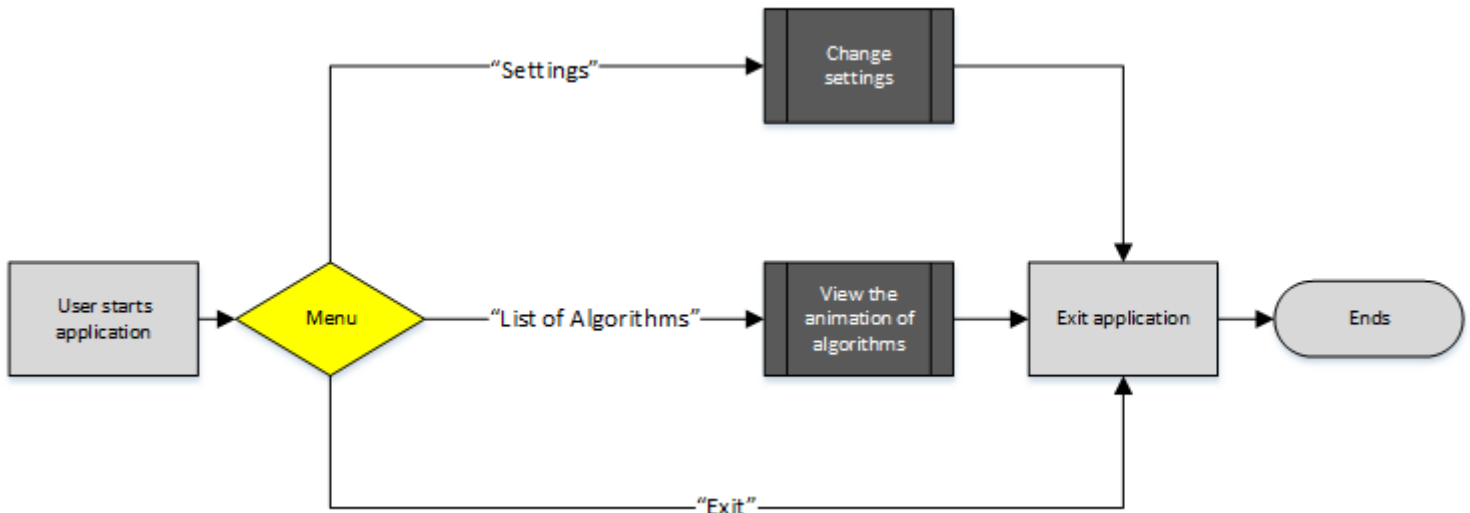 Change
settings
“Settings”
User starts
application
Menu
“List of Algorithms”
View the
animation of
algorithms
Exit application
Ends
“Exit”